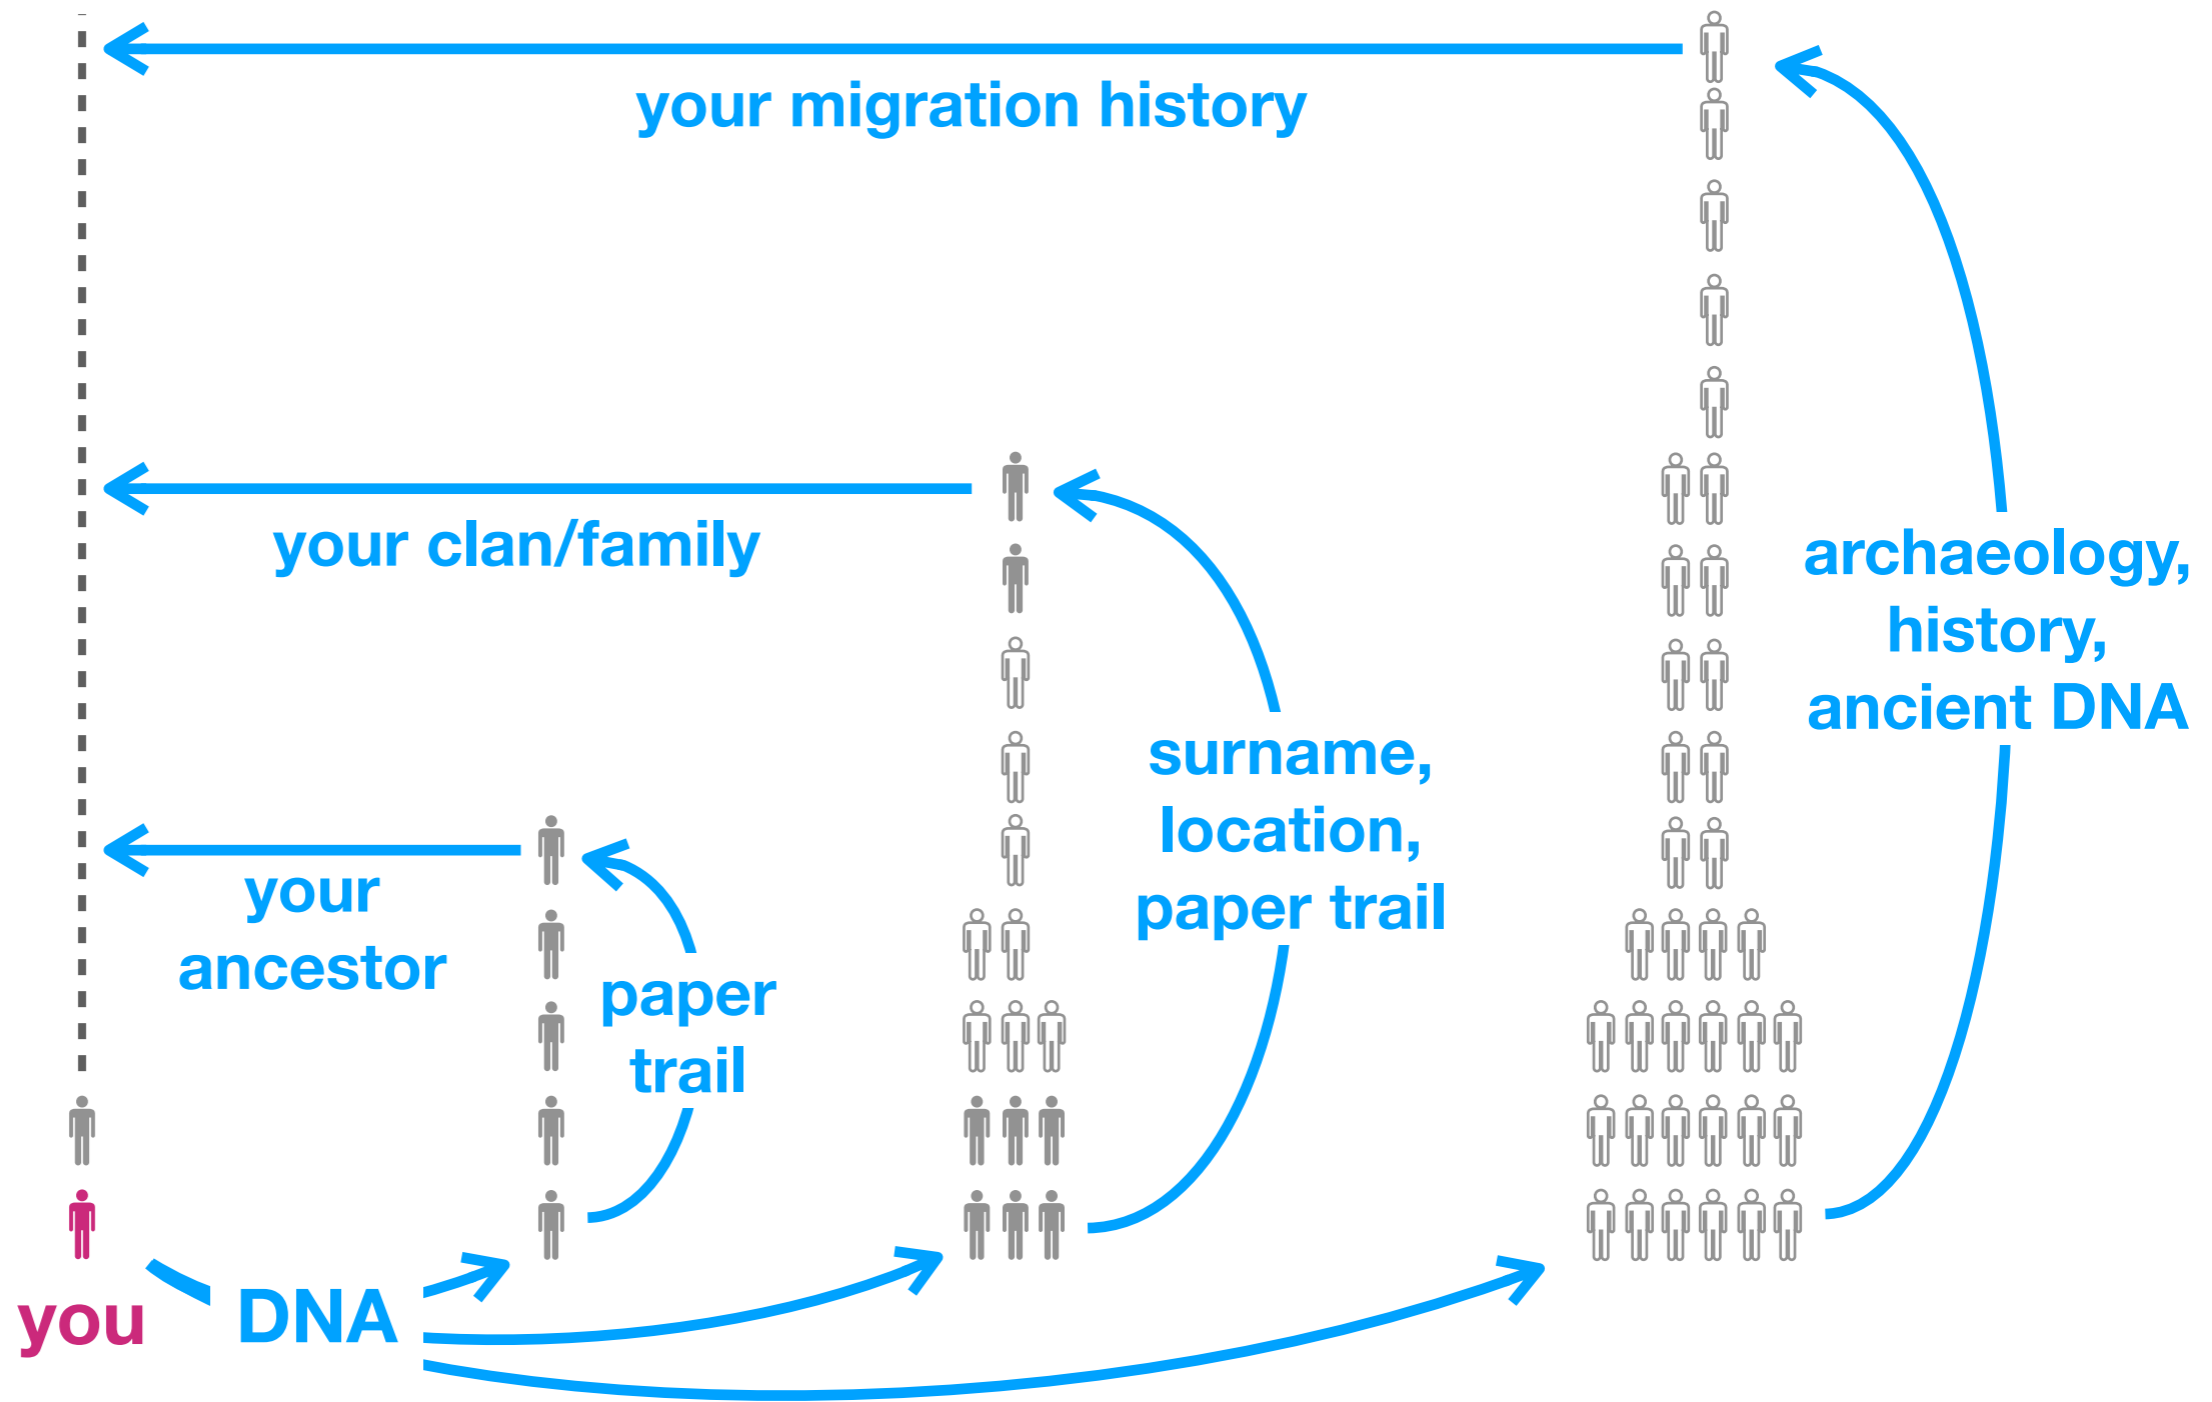 your migration history
your clan/family
archaeology,
history,
ancient DNA
surname,
location,
paper trail
your
ancestor
paper
trail
you
DNA